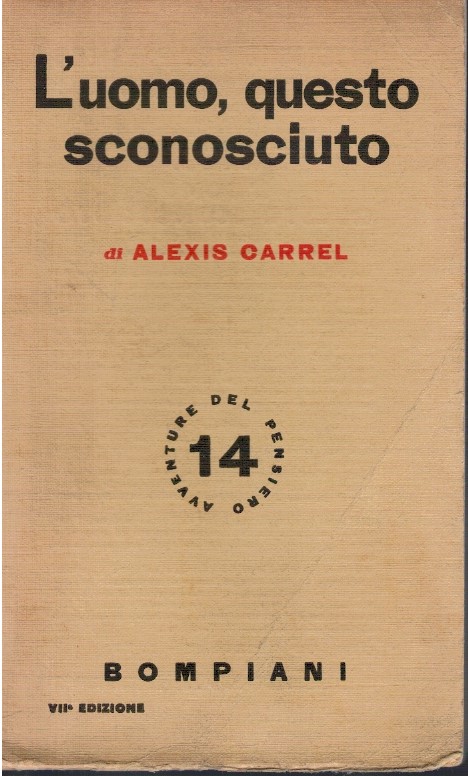 L'uomo, questo
sconosciuto
di ALEXIS CARREL
AVVENTURE DEL PENSIERO
14
BOMPIANI
VIIª EDIZIONE